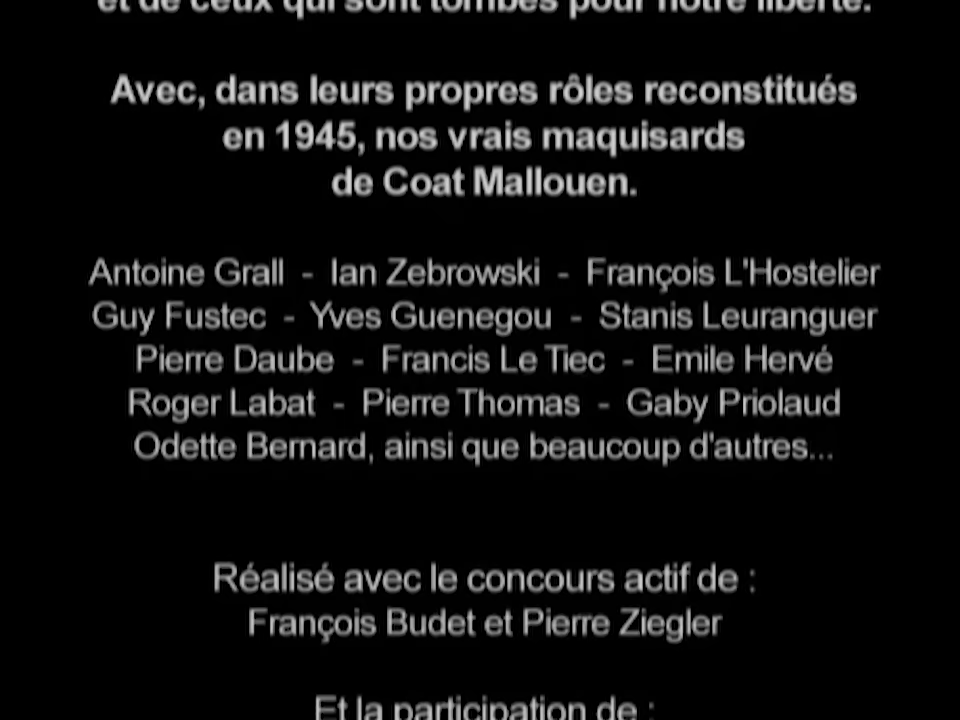 et de ceux qui sont tombés pour notre liberté.
Avec, dans leurs propres rôles reconstitués
en 1945, nos vrais maquisards
de Coat Mallouen.
Antoine Grall - Ian Zebrowski - François L'Hostelier
Guy Fustec - Yves Guenegou - Stanis Leuranguer
Pierre Daube - Francis Le Tiec - Emile Hervé
Roger Labat - Pierre Thomas - Gaby Priolaud
Odette Bernard, ainsi que beaucoup d'autres...
Réalisé avec le concours actif de :
François Budet et Pierre Ziegler
Et la participation de :